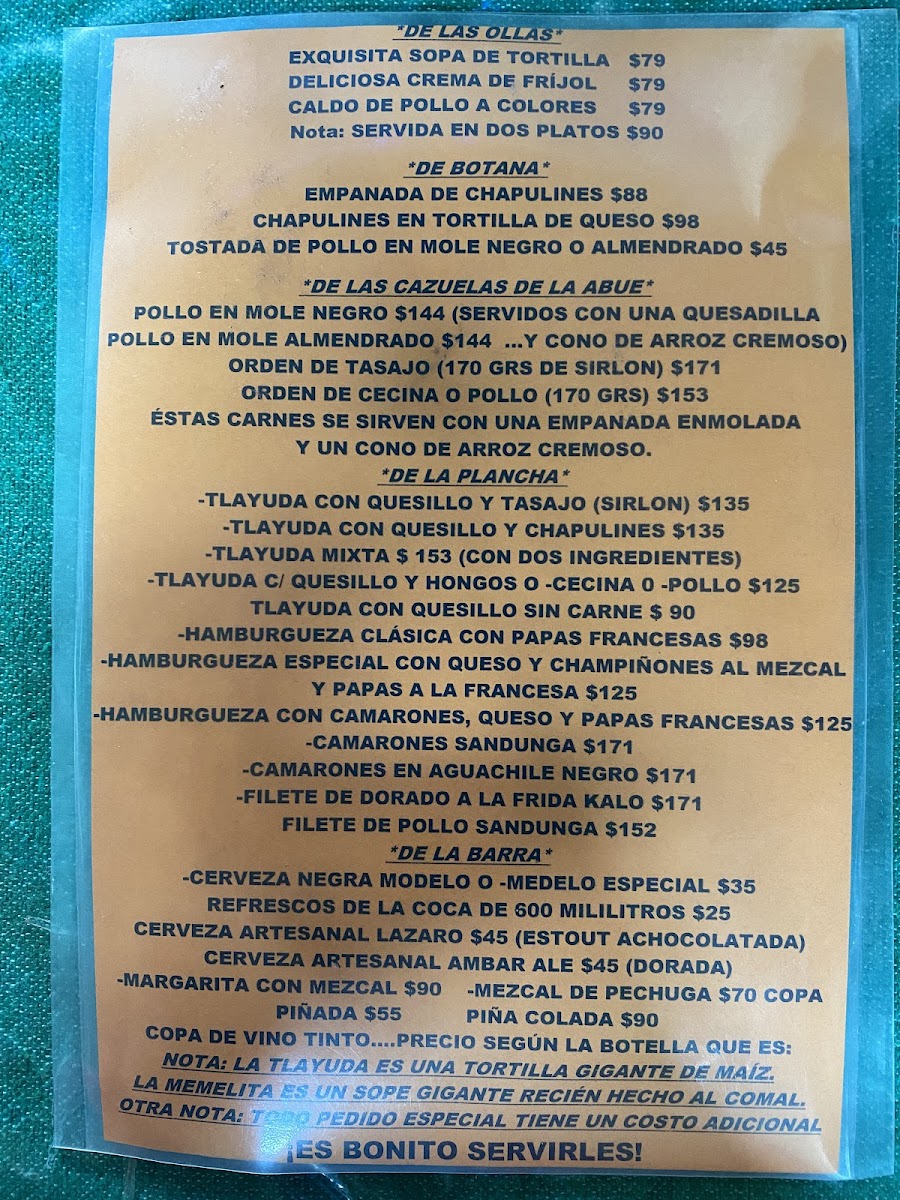 *DE LAS OLLAS*
EXQUISITA SOPA DE TORTILLA $79
DELICIOSA CREMA DE FRÍJOL $79
CALDO DE POLLO A COLORES $79
Nota: SERVIDA EN DOS PLATOS $90
*DE BOTANA*
EMPANADA DE CHAPULINES $88
CHAPULINES EN TORTILLA DE QUESO $98
TOSTADA DE POLLO EN MOLE NEGRO O ALMENDRADO $45
*DE LAS CAZUELAS DE LA ABUE*
POLLO EN MOLE NEGRO $144 (SERVIDOS CON UNA QUESADILLA
POLLO EN MOLE ALMENDRADO $144 ...Y CONO DE ARROZ CREMOSO)
ORDEN DE TASAJO (170 GRS DE SIRLON) $171
ORDEN DE CECINA O POLLO (170 GRS) $153
ÉSTAS CARNES SE SIRVEN CON UNA EMPANADA ENMOLADA
Y UN CONO DE ARROZ CREMOSO.
*DE LA PLANCHA*
-TLAYUDA CON QUESILLO Y TASAJO (SIRLON) $135
-TLAYUDA CON QUESILLO Y CHAPULINES $135
-TLAYUDA MIXTA $ 153 (CON DOS INGREDIENTES)
-TLAYUDA C/ QUESILLO Y HONGOS O -CECINA 0 -POLLO $125
TLAYUDA CON QUESILLO SIN CARNE $ 90
-HAMBURGUEZA CLÁSICA CON PAPAS FRANCESAS $98
-HAMBURGUEZA ESPECIAL CON QUESO Y CHAMPIÑONES AL MEZCAL
Y PAPAS A LA FRANCESA $125
-HAMBURGUEZA CON CAMARONES, QUESO Y PAPAS FRANCESAS $125
-CAMARONES SANDUNGA $171
-CAMARONES EN AGUACHILE NEGRO $171
-FILETE DE DORADO A LA FRIDA KALO $171
FILETE DE POLLO SANDUNGA $152
*DE LA BARRA*
-CERVEZA NEGRA MODELO O -MEDELO ESPECIAL $35
REFRESCOS DE LA COCA DE 600 MILILITROS $25
CERVEZA ARTESANAL LAZARO $45 (ESTOUT ACHOCOLATADA)
CERVEZA ARTESANAL AMBAR ALE $45 (DORADA)
-MARGARITA CON MEZCAL $90 -MEZCAL DE PECHUGA $70 COPA
PIÑADA $55 PIÑA COLADA $90
COPA DE VINO TINTO....PRECIO SEGÚN LA BOTELLA QUE ES:
NOTA: LA TLAYUDA ES UNA TORTILLA GIGANTE DE MAÍZ.
LA MEMELITA ES UN SOPE GIGANTE RECIÉN HECHO AL COMAL.
OTRA NOTA: TODO PEDIDO ESPECIAL TIENE UN COSTO ADICIONAL
¡ES BONITO SERVIRLES!